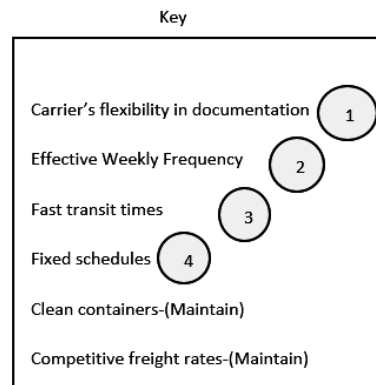 Key
Carrier's flexibility in documentation 1
Effective Weekly Frequency 2
Fast transit times 3
Fixed schedules 4
Clean containers-(Maintain)
Competitive freight rates-(Maintain)